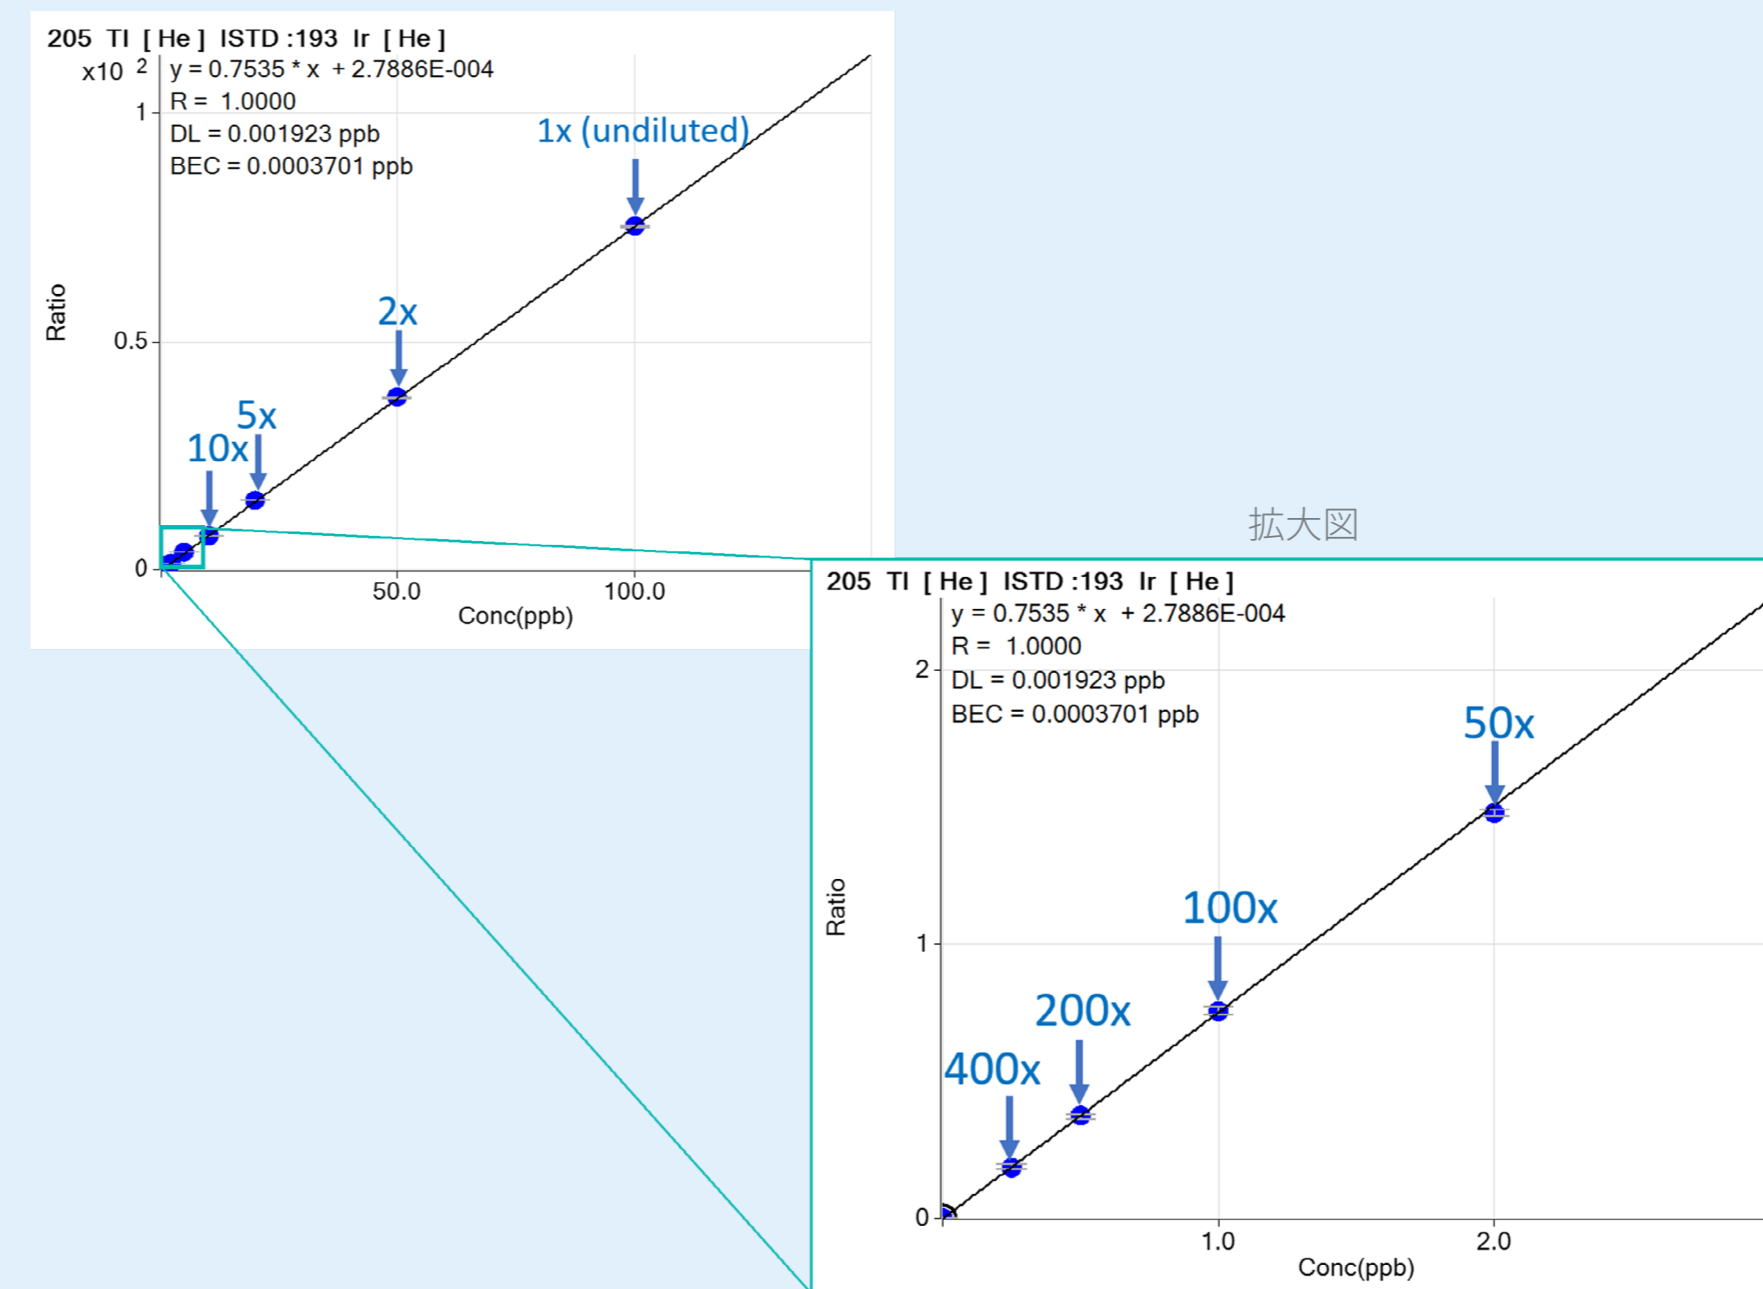 205 Tl [ He ] ISTD :193 Ir [ He ]
x10 2
y = 0.7535 * x + 2.7886E-004
R = 1.0000
DL = 0.001923 ppb
BEC = 0.0003701 ppb
1
1x (undiluted)
2x
0.5
5x
10x
0
50.0
100.0
Ratio
Conc(ppb)
拡大図
205 Tl [ He ] ISTD :193 Ir [ He ]
y = 0.7535 * x + 2.7886E-004
R = 1.0000
DL = 0.001923 ppb
BEC = 0.0003701 ppb
2
50x
100x
1
200x
400x
0
1.0
2.0
Ratio
Conc(ppb)